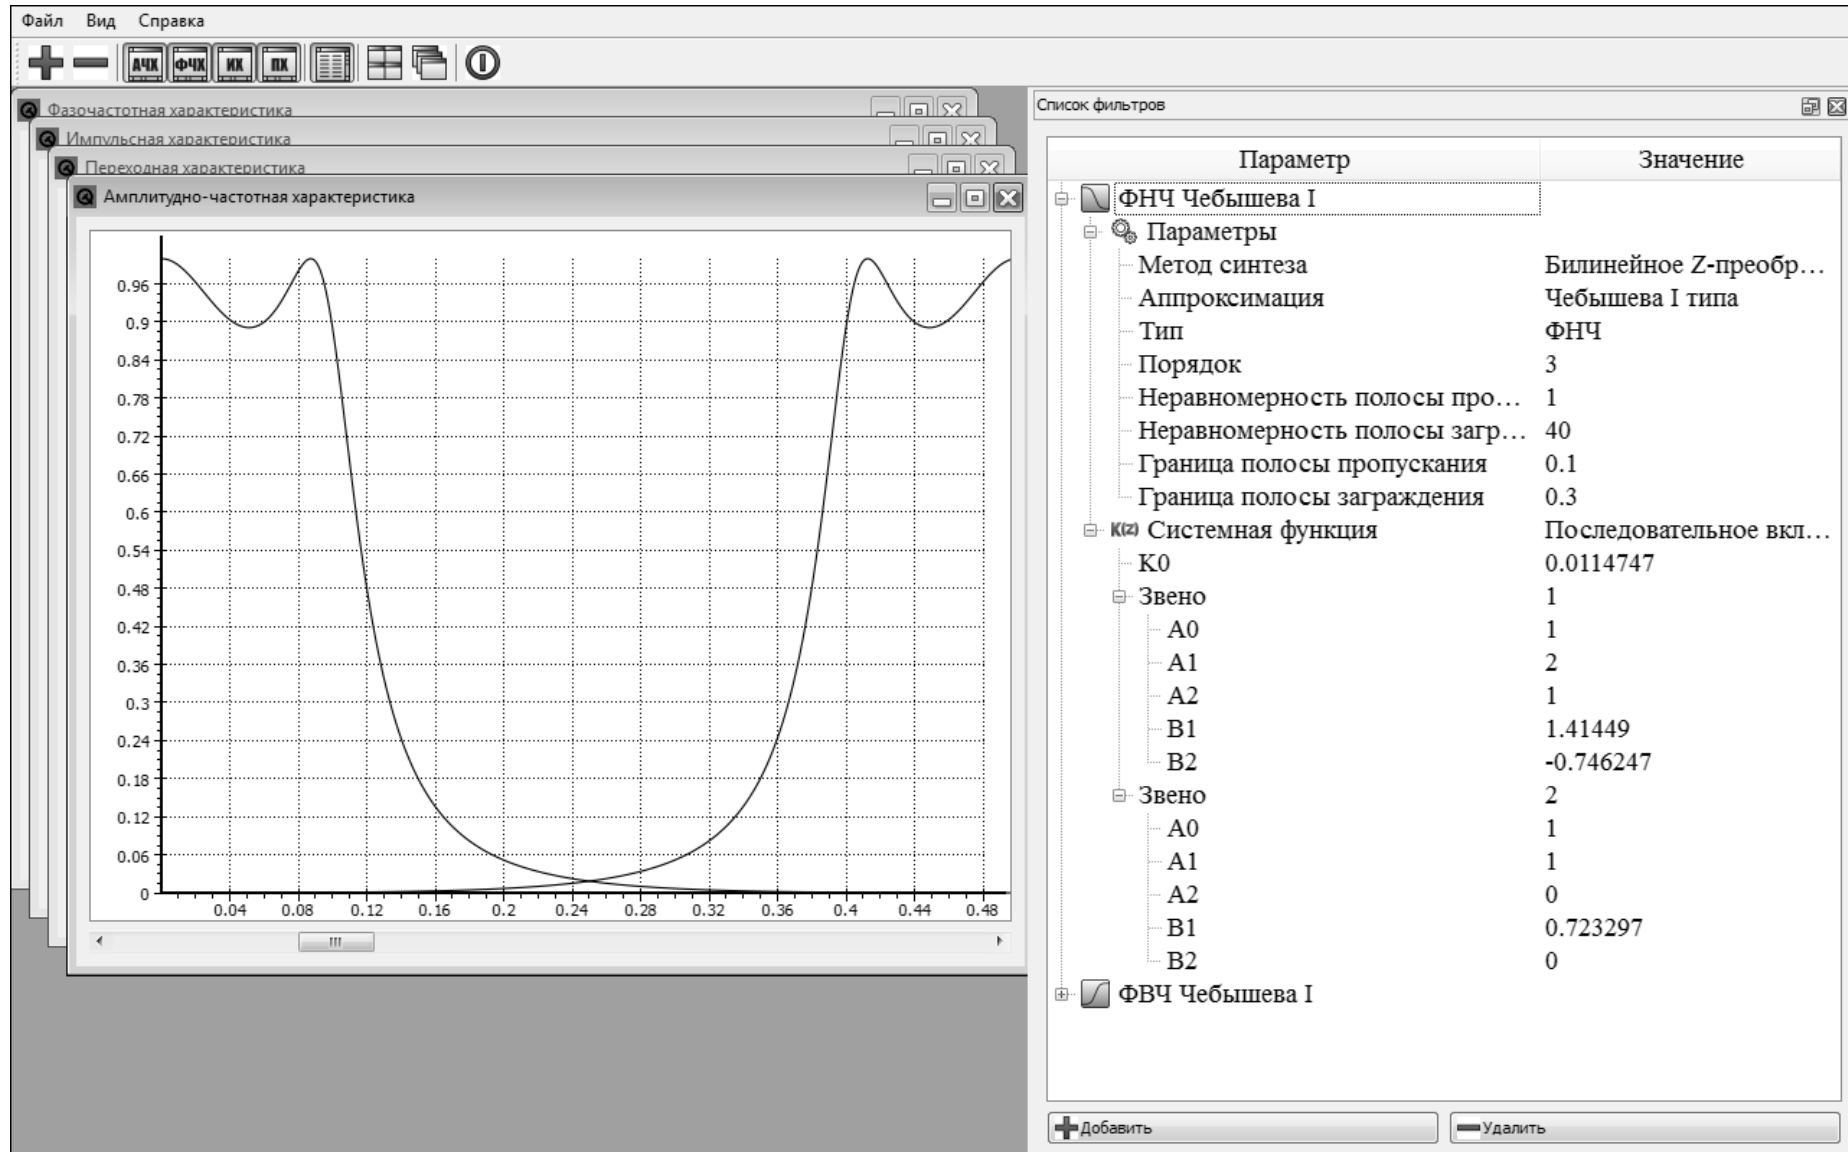 Файл Вид Справка
АЧХ ФЧХ ИХ ПХ
Фазочастотная характеристика
Импульсная характеристика
Переходная характеристика
Амплитудно-частотная характеристика
0.96
0.9
0.84
0.78
0.72
0.66
0.6
0.54
0.48
0.42
0.36
0.3
0.24
0.18
0.12
0.06
0
0.04 0.08 0.12 0.16 0.2 0.24 0.28 0.32 0.36 0.4 0.44 0.48
Список фильтров
Параметр Значение
ФНЧ Чебышева I
Параметры
Метод синтеза Билинейное Z-преобр...
Аппроксимация Чебышева I типа
Тип ФНЧ
Порядок 3
Неравномерность полосы про... 1
Неравномерность полосы загр... 40
Граница полосы пропускания 0.1
Граница полосы заграждения 0.3
K(z) Системная функция Последовательное вкл...
K0 0.0114747
Звено 1
A0 1
A1 2
A2 1
B1 1.41449
B2 -0.746247
Звено 2
A0 1
A1 1
A2 0
B1 0.723297
B2 0
ФВЧ Чебышева I
Добавить Удалить